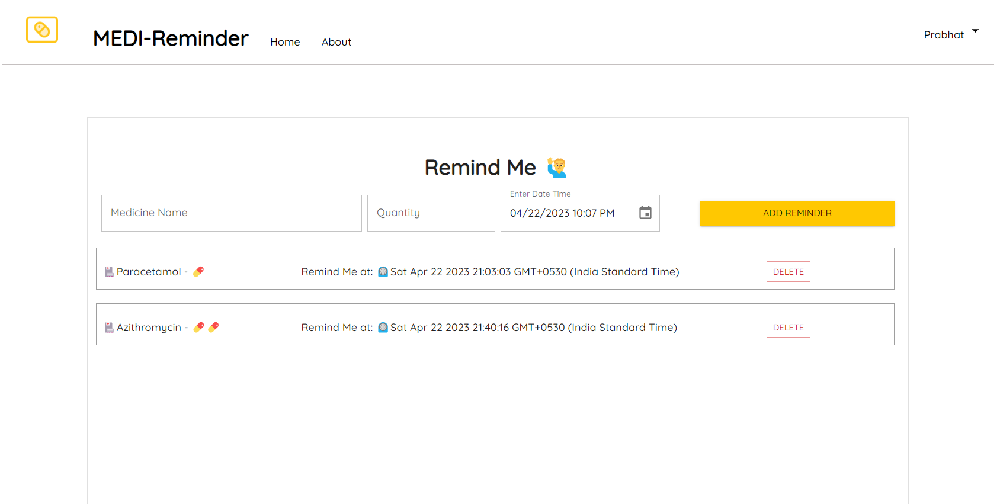 MEDI-Reminder Home About Prabhat
Remind Me
Enter Date Time
Medicine Name Quantity 04/22/2023 10:07 PM ADD REMINDER
Paracetamol - Remind Me at: Sat Apr 22 2023 21:03:03 GMT+0530 (India Standard Time) DELETE
Azithromycin - Remind Me at: Sat Apr 22 2023 21:40:16 GMT+0530 (India Standard Time) DELETE